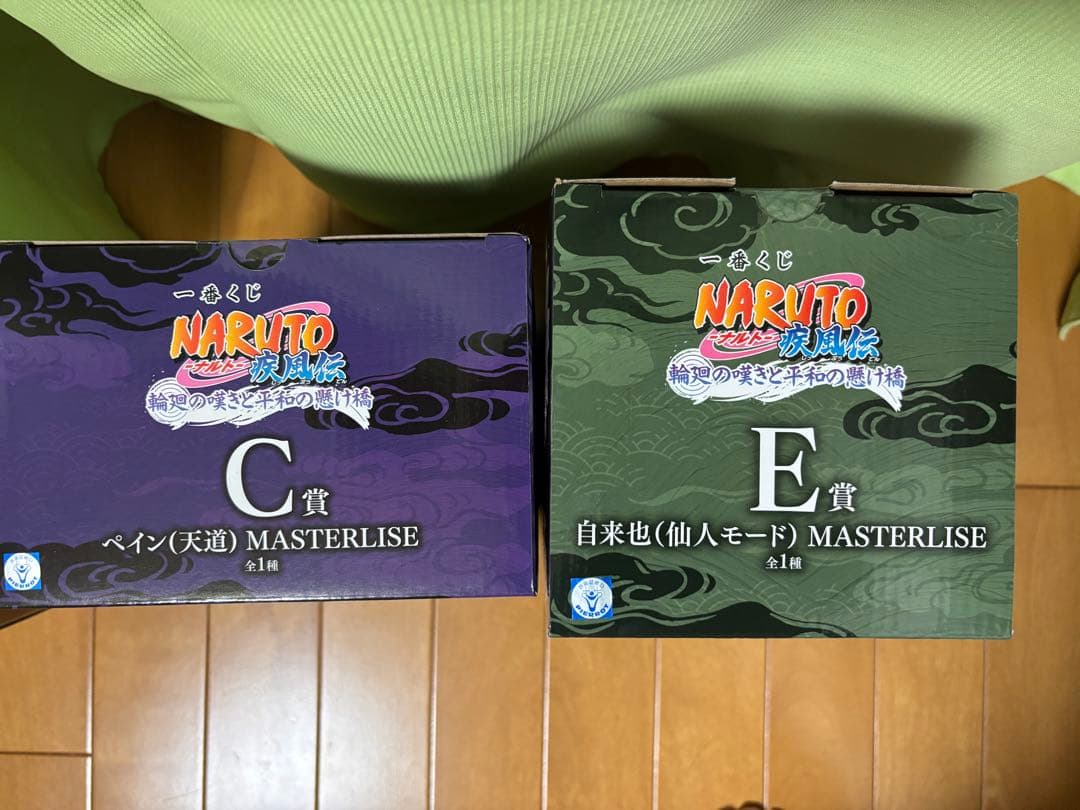 一番くじ
NARUTO
-ナルト-
疾風伝
輪廻の嘆きと平和の懸け橋
C賞
ペイン(天道) MASTERLISE
全1種
PIERROT
一番くじ
NARUTO
-ナルト-
疾風伝
輪廻の嘆きと平和の懸け橋
E賞
自来也(仙人モード) MASTERLISE
全1種
PIERROT